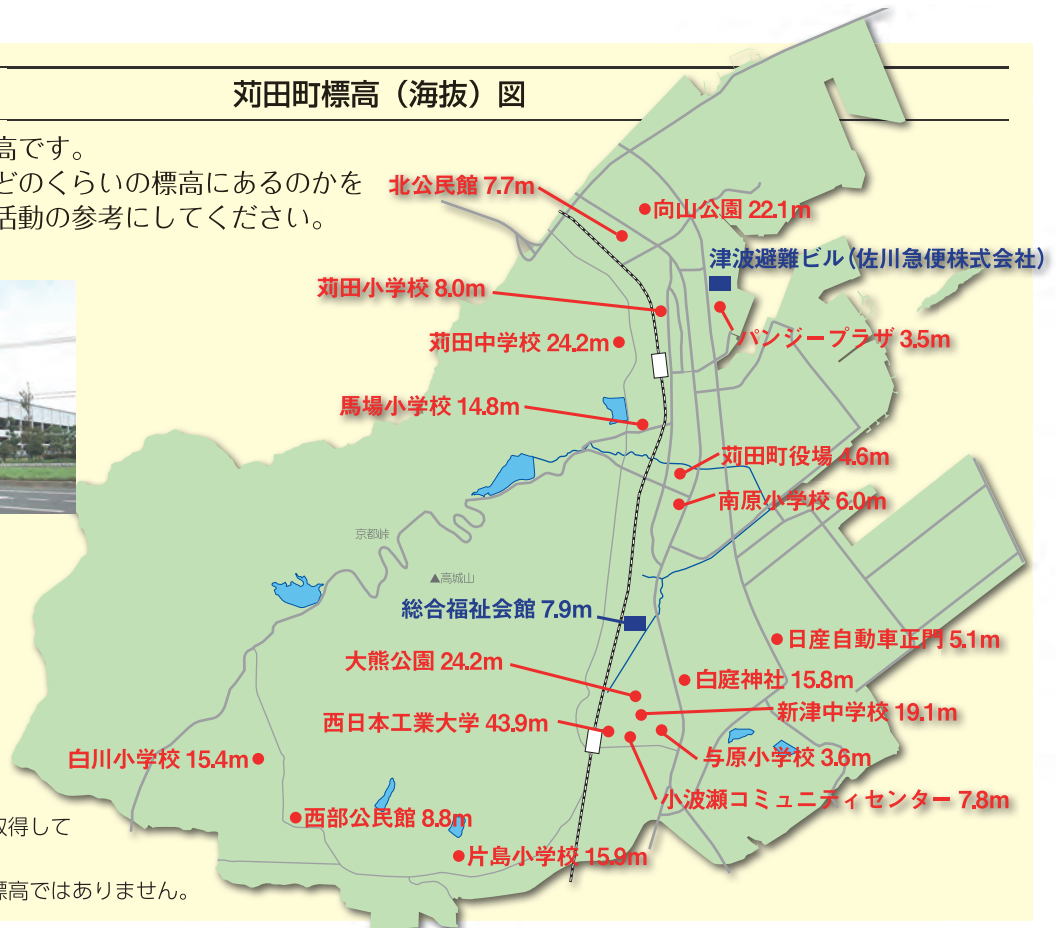 苅田町標高（海抜）図
高です。
どのくらいの標高にあるのかを
活動の参考にしてください。
北公民館 7.7m
向山公園 22.1m
津波避難ビル（佐川急便株式会社）
苅田小学校 8.0m
パンジープラザ 3.5m
苅田中学校 24.2m
馬場小学校 14.8m
苅田町役場 4.6m
南原小学校 6.0m
京都峠
▲高城山
総合福祉会館 7.9m
日産自動車正門 5.1m
大熊公園 24.2m
白庭神社 15.8m
新津中学校 19.1m
西日本工業大学 43.9m
与原小学校 3.6m
白川小学校 15.4m
小波瀬コミュニティセンター 7.8m
西部公民館 8.8m
取得して
片島小学校 15.9m
標高ではありません。